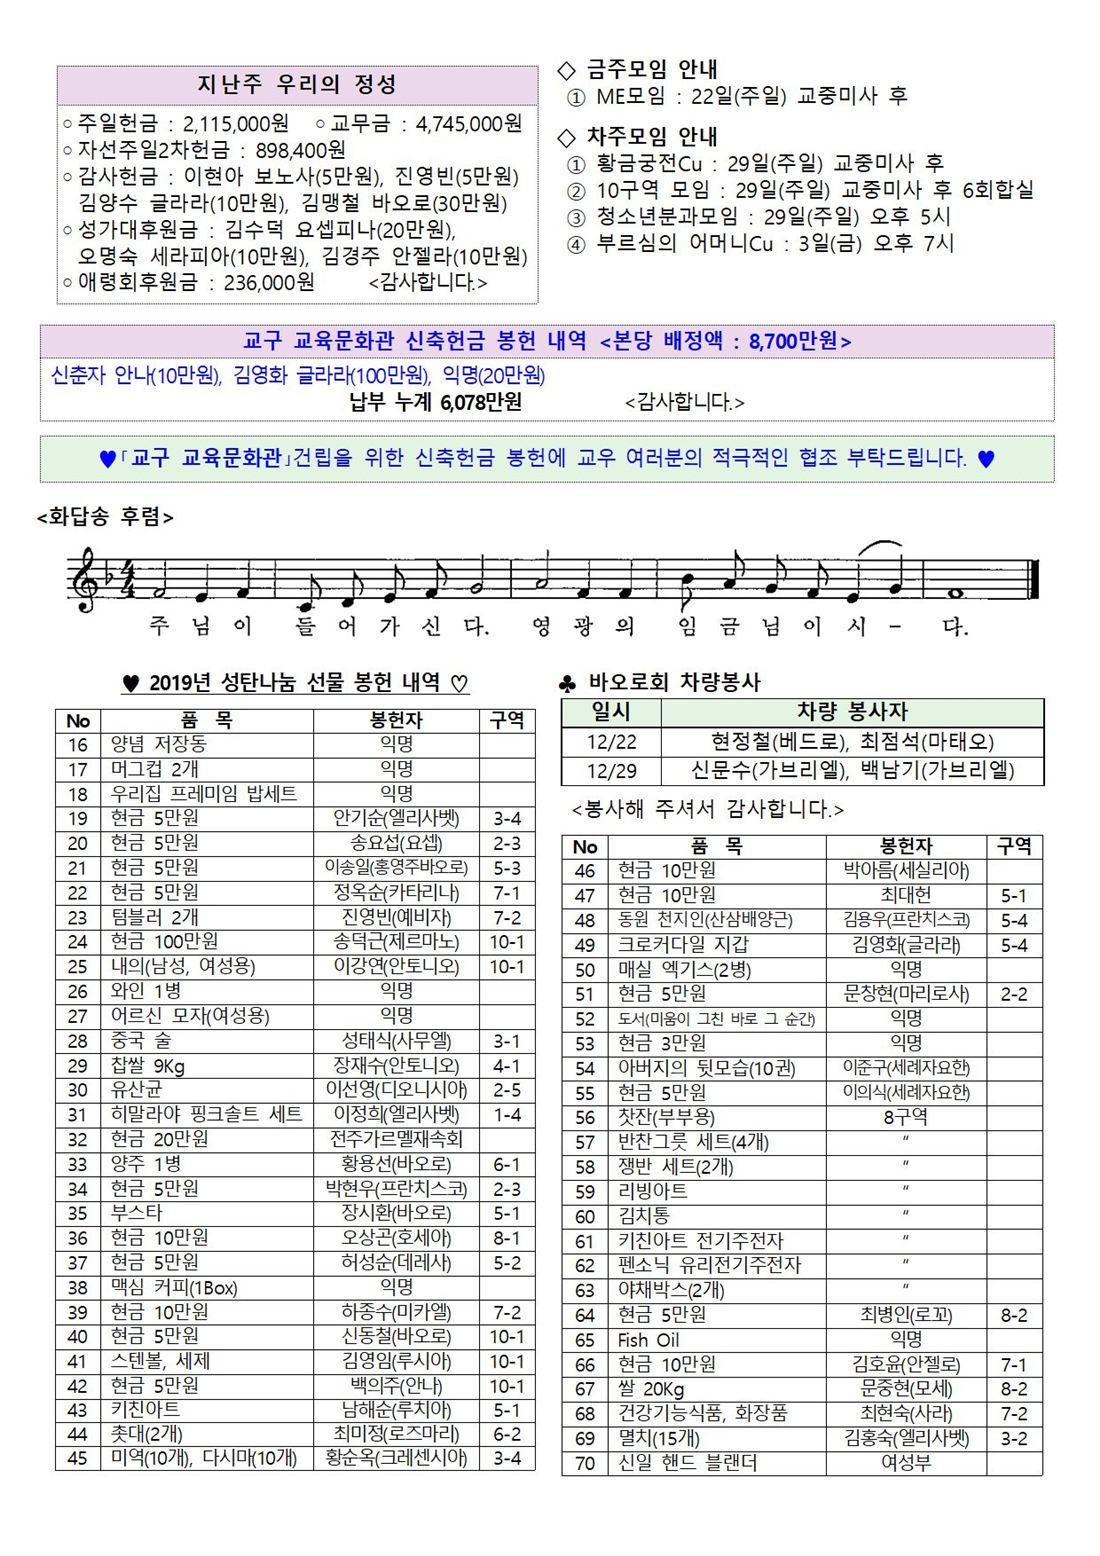 지난주 우리의 정성
○ 주일헌금 : 2,115,000원 ○ 교무금 : 4,745,000원
○ 자선주일2차헌금 : 898,400원
○ 감사헌금 : 이현아 보노사(5만원), 진영빈(5만원)
김양수 글라라(10만원), 김맹철 바오로(30만원)
○ 성가대후원금 : 김수덕 요셉피나(20만원),
오명숙 세라피아(10만원), 김경주 안젤라(10만원)
○ 애령회후원금 : 236,000원 <감사합니다.>
◇ 금주모임 안내
① ME모임 : 22일(주일) 교중미사 후
◇ 차주모임 안내
① 황금궁전Cu : 29일(주일) 교중미사 후
② 10구역 모임 : 29일(주일) 교중미사 후 6회합실
③ 청소년분과모임 : 29일(주일) 오후 5시
④ 부르심의 어머니Cu : 3일(금) 오후 7시
교구 교육문화관 신축헌금 봉헌 내역 <본당 배정액 : 8,700만원>
신춘자 안나(10만원), 김영화 글라라(100만원), 익명(20만원)
납부 누계 6,078만원 <감사합니다.>
♥「교구 교육문화관」건립을 위한 신축헌금 봉헌에 교우 여러분의 적극적인 협조 부탁드립니다. ♥
<화답송 후렴>
주 님 이 들 어 가 신 다. 영 광 의 임 금 님 이 시 - 다.
♥ 2019년 성탄나눔 선물 봉헌 내역 ♡
No 품 목 봉헌자 구역
16 양념 저장동 익명
17 머그컵 2개 익명
18 우리집 프레미임 밥세트 익명
19 현금 5만원 안기순(엘리사벳) 3-4
20 현금 5만원 송요섭(요셉) 2-3
21 현금 5만원 이송일(홍영주바오로) 5-3
22 현금 5만원 정옥순(카타리나) 7-1
23 텀블러 2개 진영빈(예비자) 7-2
24 현금 100만원 송덕근(제르마노) 10-1
25 내의(남성, 여성용) 이강연(안토니오) 10-1
26 와인 1병 익명
27 어르신 모자(여성용) 익명
28 중국 술 성태식(사무엘) 3-1
29 찹쌀 9Kg 장재수(안토니오) 4-1
30 유산균 이선영(디오니시아) 2-5
31 히말라야 핑크솔트 세트 이정희(엘리사벳) 1-4
32 현금 20만원 전주가르멜재속회
33 양주 1병 황용선(바오로) 6-1
34 현금 5만원 박현우(프란치스코) 2-3
35 부스타 장시환(바오로) 5-1
36 현금 10만원 오상곤(호세아) 8-1
37 현금 5만원 허성순(데레사) 5-2
38 맥심 커피(1Box) 익명
39 현금 10만원 하종수(미카엘) 7-2
40 현금 5만원 신동철(바오로) 10-1
41 스텐볼, 세제 김영임(루시아) 10-1
42 현금 5만원 백의주(안나) 10-1
43 키친아트 남해순(루치아) 5-1
44 촛대(2개) 최미정(로즈마리) 6-2
45 미역(10개), 다시마(10개) 황순옥(크레센시아) 3-4
♣ 바오로회 차량봉사
일시 차량 봉사자
12/22 현정철(베드로), 최점석(마태오)
12/29 신문수(가브리엘), 백남기(가브리엘)
<봉사해 주셔서 감사합니다.>
No 품 목 봉헌자 구역
46 현금 10만원 박아름(세실리아)
47 현금 10만원 최대헌 5-1
48 동원 천지인(산삼배양근) 김용우(프란치스코) 5-4
49 크로커다일 지갑 김영화(글라라) 5-4
50 매실 엑기스(2병) 익명
51 현금 5만원 문창현(마리로사) 2-2
52 도서(미움이 그친 바로 그 순간) 익명
53 현금 3만원 익명
54 아버지의 뒷모습(10권) 이준구(세례자요한)
55 현금 5만원 이의식(세례자요한)
56 찻잔(부부용) 8구역
57 반찬그릇 세트(4개) 〃
58 쟁반 세트(2개) 〃
59 리빙아트 〃
60 김치통 〃
61 키친아트 전기주전자 〃
62 펜소닉 유리전기주전자 〃
63 야채박스(2개) 〃
64 현금 5만원 최병인(로꼬) 8-2
65 Fish Oil 익명
66 현금 10만원 김호윤(안젤로) 7-1
67 쌀 20Kg 문중현(모세) 8-2
68 건강기능식품, 화장품 최현숙(사라) 7-2
69 멸치(15개) 김홍숙(엘리사벳) 3-2
70 신일 핸드 블랜더 여성부